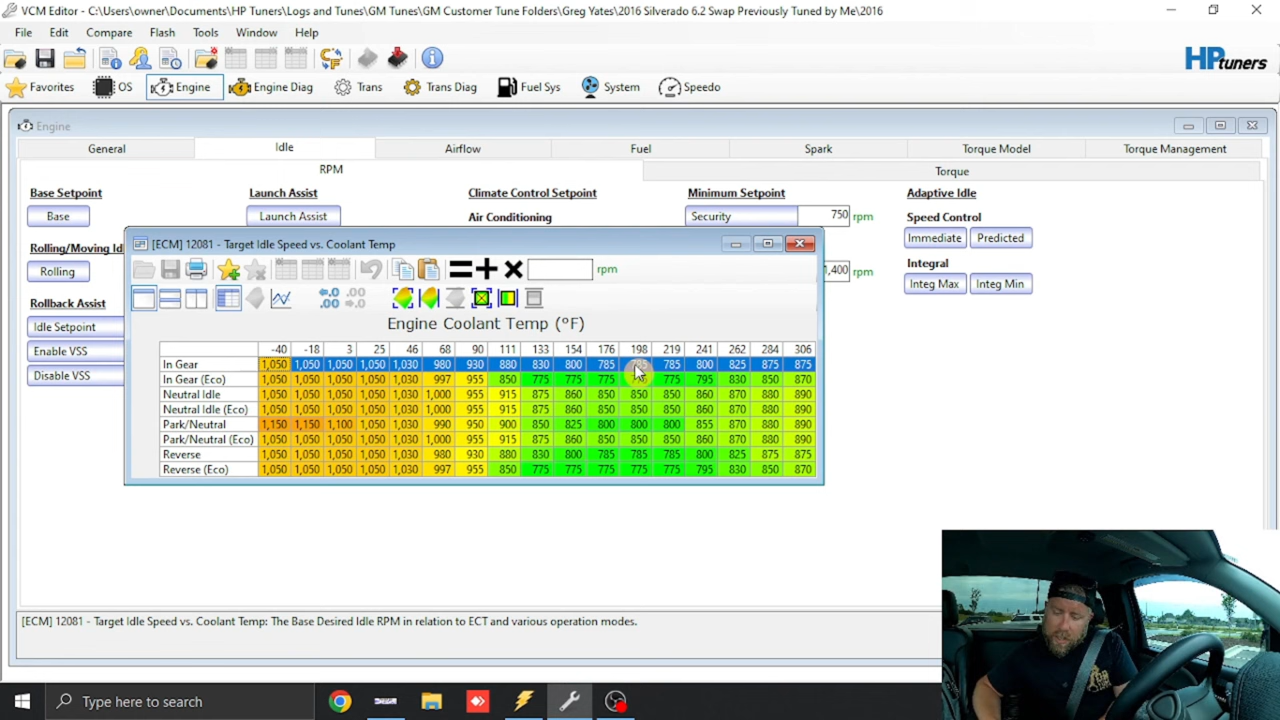 VCM Editor - C:\Users\owner\Documents\HP Tuners\Logs and Tunes\GM Tunes\GM Customer Tune Folders\Greg Yates\2016 Silverado 6.2 Swap Previously Tuned by Me\2016
File Edit Compare Flash Tools Window Help
HP tuners
Favorites OS Engine Engine Diag Trans Trans Diag Fuel Sys System Speedo
Engine
General Idle Airflow Fuel Spark Torque Model Torque Management
RPM Torque
Base Setpoint Launch Assist Climate Control Setpoint Minimum Setpoint Adaptive Idle
Base Launch Assist Air Conditioning Security 750 rpm Speed Control
Immediate Predicted
Rolling/Moving Idl
Rolling 1,400 rpm Integral
Integ Max Integ Min
Rollback Assist
Idle Setpoint
Enable VSS
Disable VSS
[ECM] 12081 - Target Idle Speed vs. Coolant Temp
rpm
Engine Coolant Temp (°F)
-40 -18 3 25 46 68 90 111 133 154 176 198 219 241 262 284 306
In Gear 1,050 1,050 1,050 1,050 1,030 980 930 880 830 800 785 785 800 825 875 875
In Gear (Eco) 1,050 1,050 1,050 1,050 1,030 997 955 850 775 775 775 775 795 830 850 870
Neutral Idle 1,050 1,050 1,050 1,050 1,030 1,000 955 915 875 860 850 850 850 860 870 880 890
Neutral Idle (Eco) 1,050 1,050 1,050 1,050 1,030 1,000 955 915 875 860 850 850 850 860 870 880 890
Park/Neutral 1,150 1,150 1,100 1,050 1,030 990 950 900 850 825 800 800 800 855 870 880 890
Park/Neutral (Eco) 1,050 1,050 1,050 1,050 1,030 1,000 955 915 875 860 850 850 850 860 870 880 890
Reverse 1,050 1,050 1,050 1,050 1,030 980 930 880 830 800 785 785 785 800 825 875 875
Reverse (Eco) 1,050 1,050 1,050 1,050 1,030 997 955 850 775 775 775 775 775 795 830 850 870
[ECM] 12081 - Target Idle Speed vs. Coolant Temp: The Base Desired Idle RPM in relation to ECT and various operation modes.
Type here to search